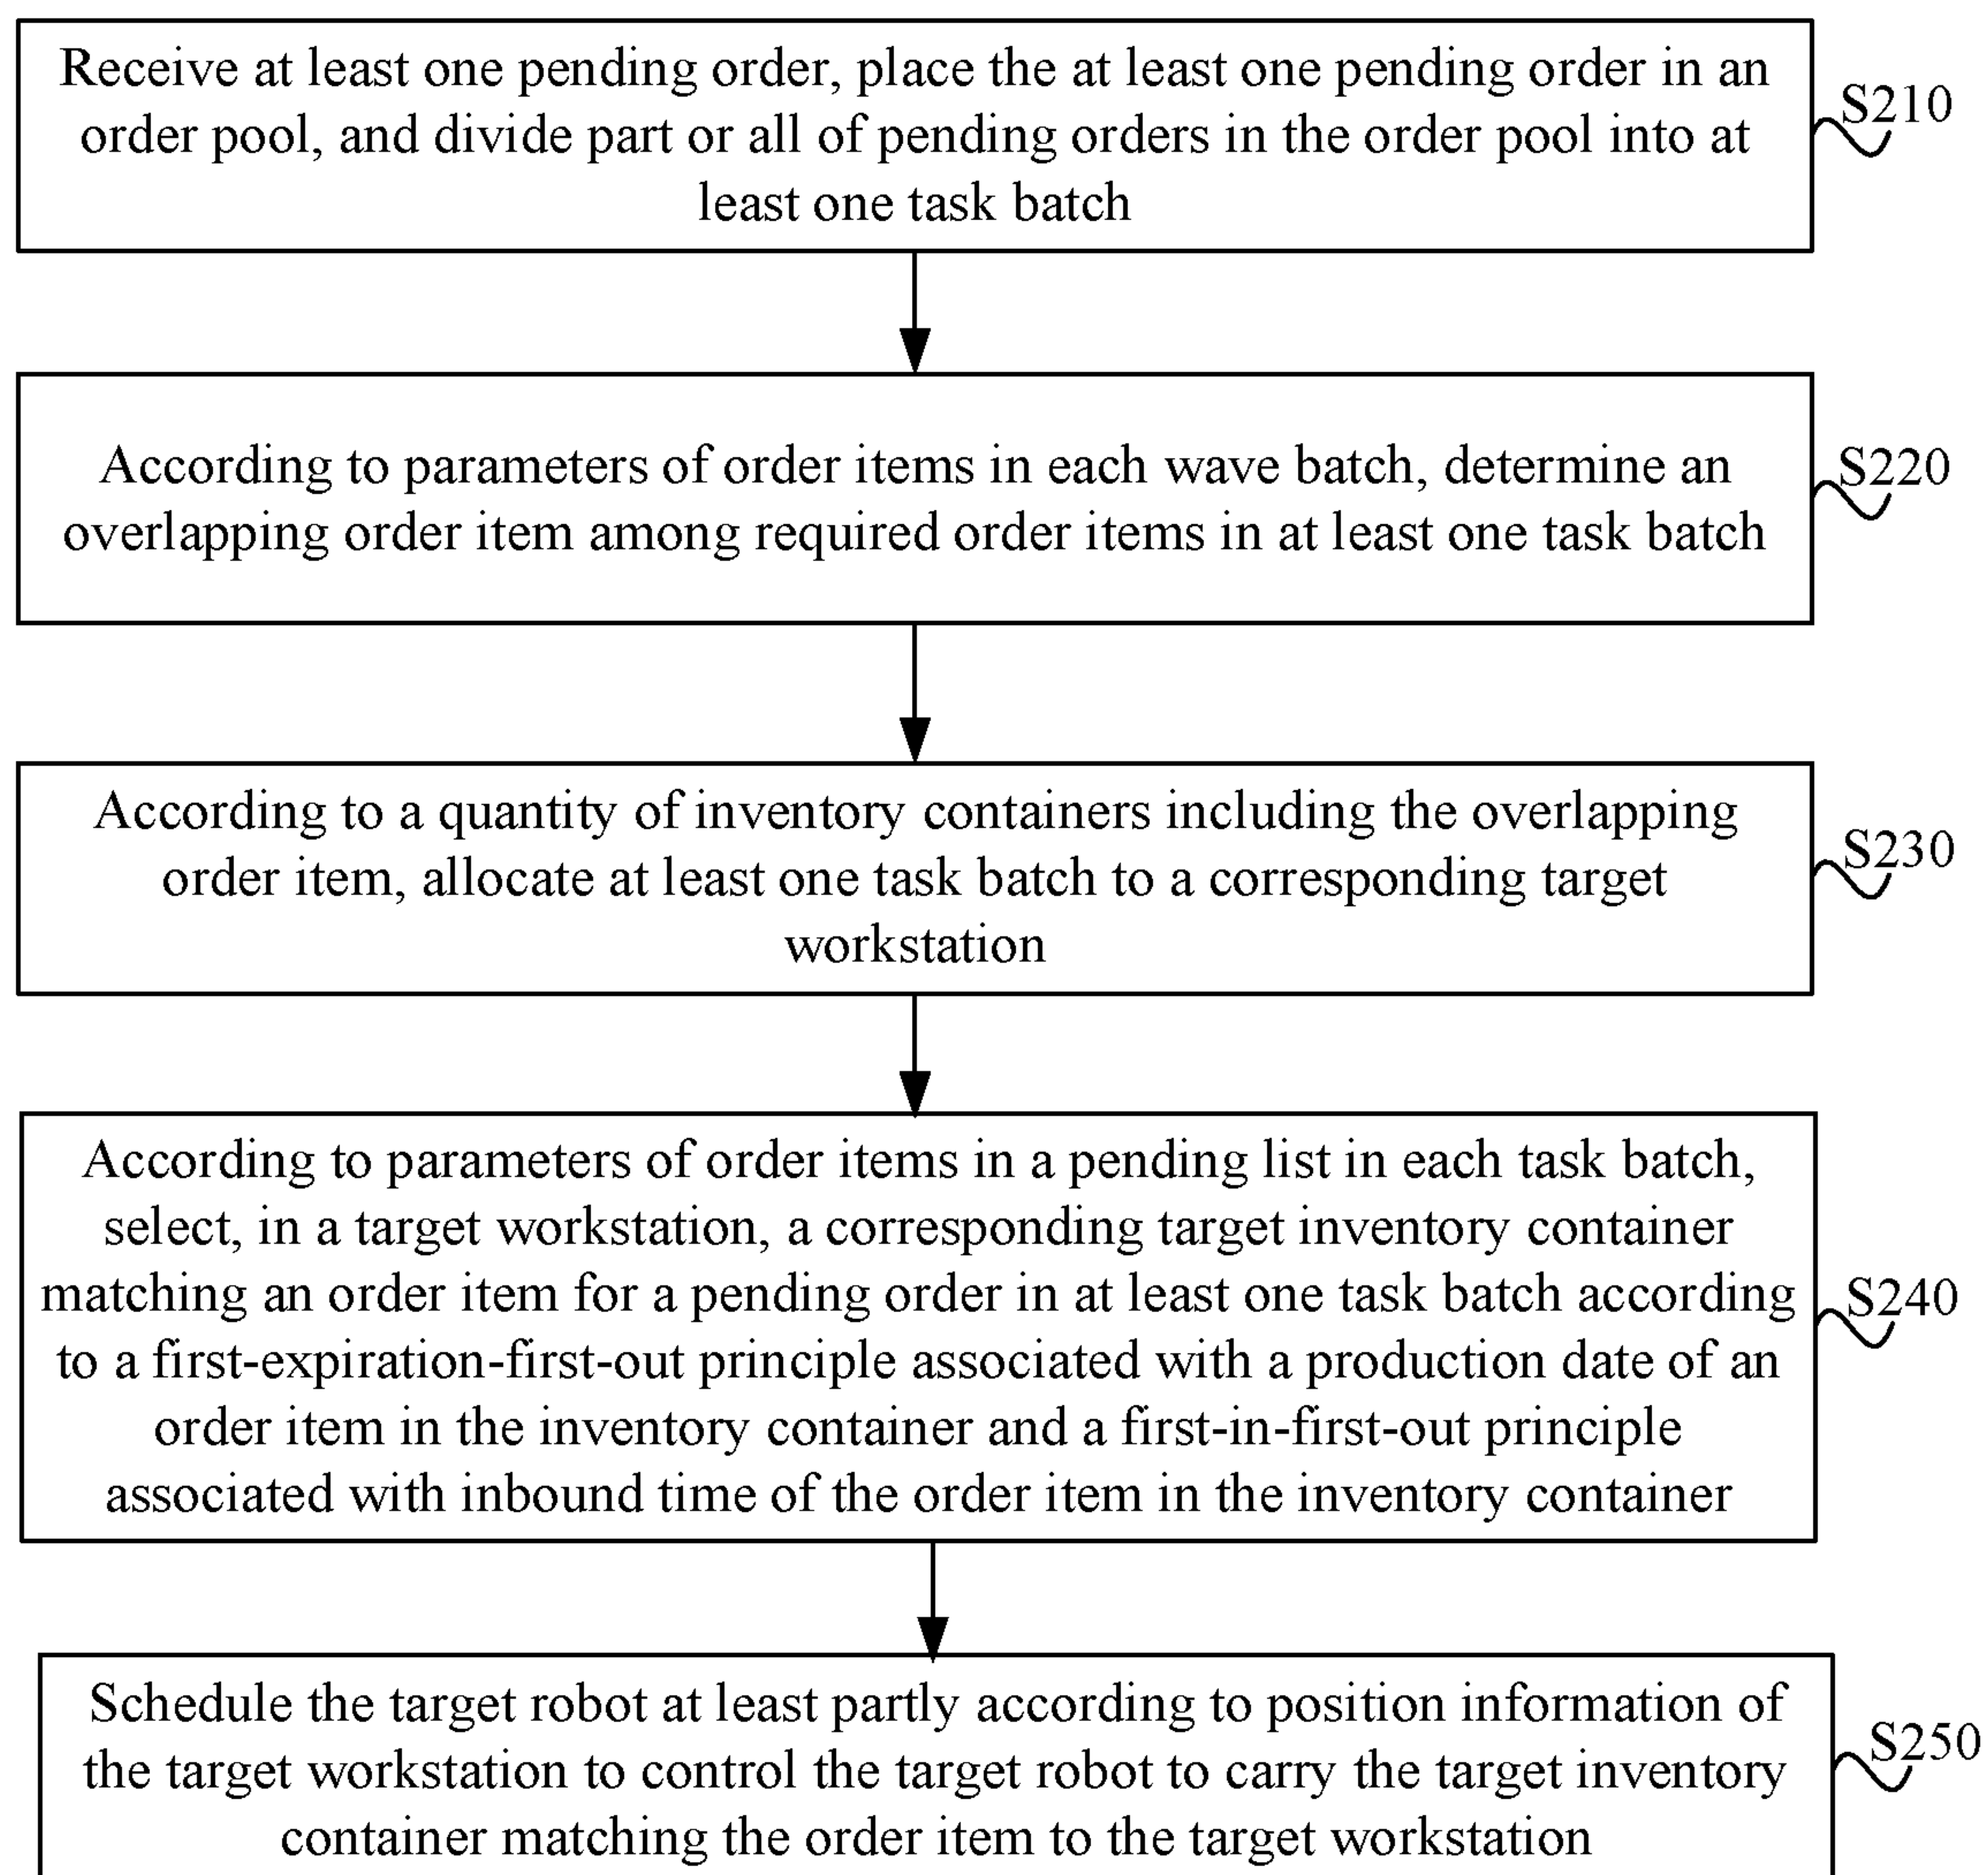 Receive at least one pending order, place the at least one pending order in an
order pool, and divide part or all of pending orders in the order pool into at
least one task batch
S210
According to parameters of order items in each wave batch, determine an
overlapping order item among required order items in at least one task batch
S220
According to a quantity of inventory containers including the overlapping
order item, allocate at least one task batch to a corresponding target
workstation
S230
According to parameters of order items in a pending list in each task batch,
select, in a target workstation, a corresponding target inventory container
matching an order item for a pending order in at least one task batch according
to a first-expiration-first-out principle associated with a production date of an
order item in the inventory container and a first-in-first-out principle
associated with inbound time of the order item in the inventory container
S240
Schedule the target robot at least partly according to position information of
the target workstation to control the target robot to carry the target inventory
container matching the order item to the target workstation
S250